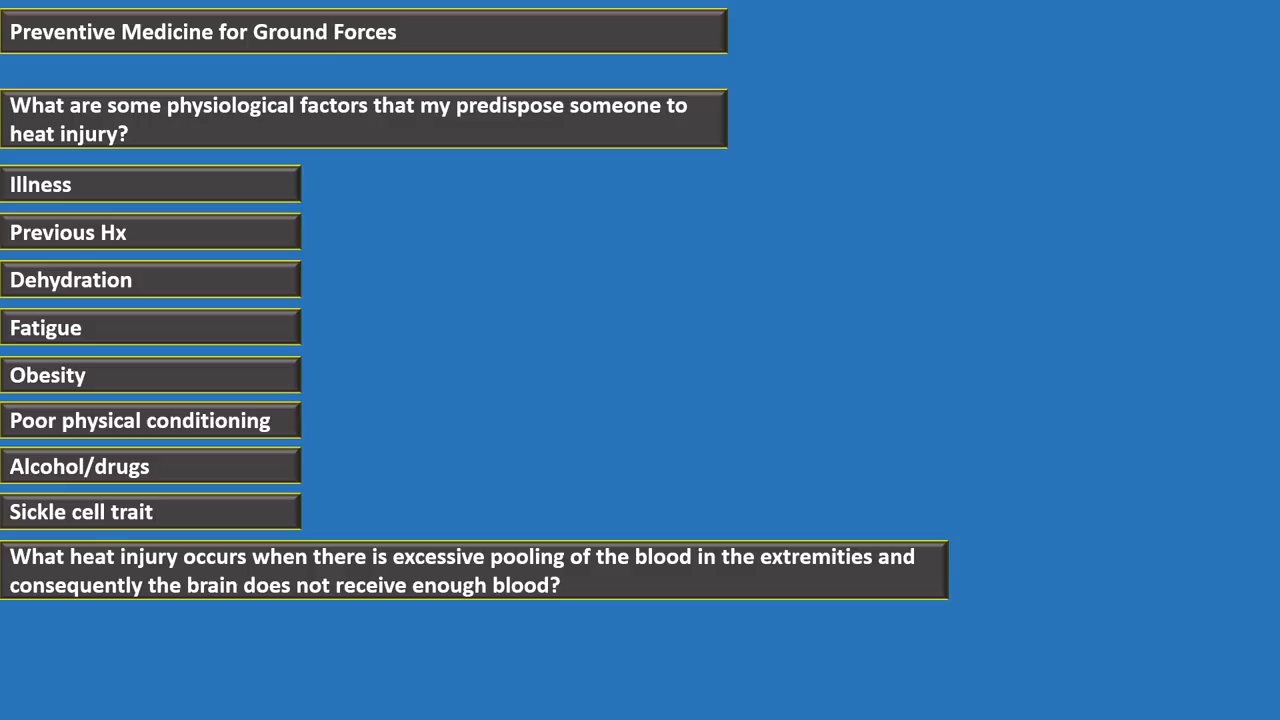 Preventive Medicine for Ground Forces
What are some physiological factors that my predispose someone to
heat injury?
Illness
Previous Hx
Dehydration
Fatigue
Obesity
Poor physical conditioning
Alcohol/drugs
Sickle cell trait
What heat injury occurs when there is excessive pooling of the blood in the extremities and
consequently the brain does not receive enough blood?